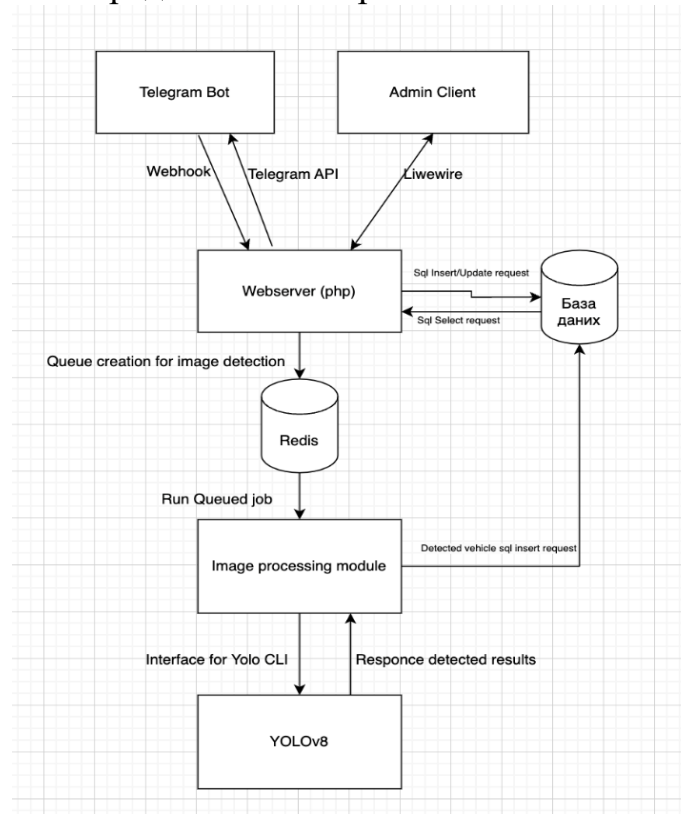 Telegram Bot
Admin Client
Webhook
Telegram API
Liwewire
Webserver (php)
Sql Insert/Update request
База
даних
Sql Select request
Queue creation for image detection
Redis
Run Queued job
Image processing module
Detected vehicle sql insert request
Interface for Yolo CLI
Responce detected results
YOLOv8